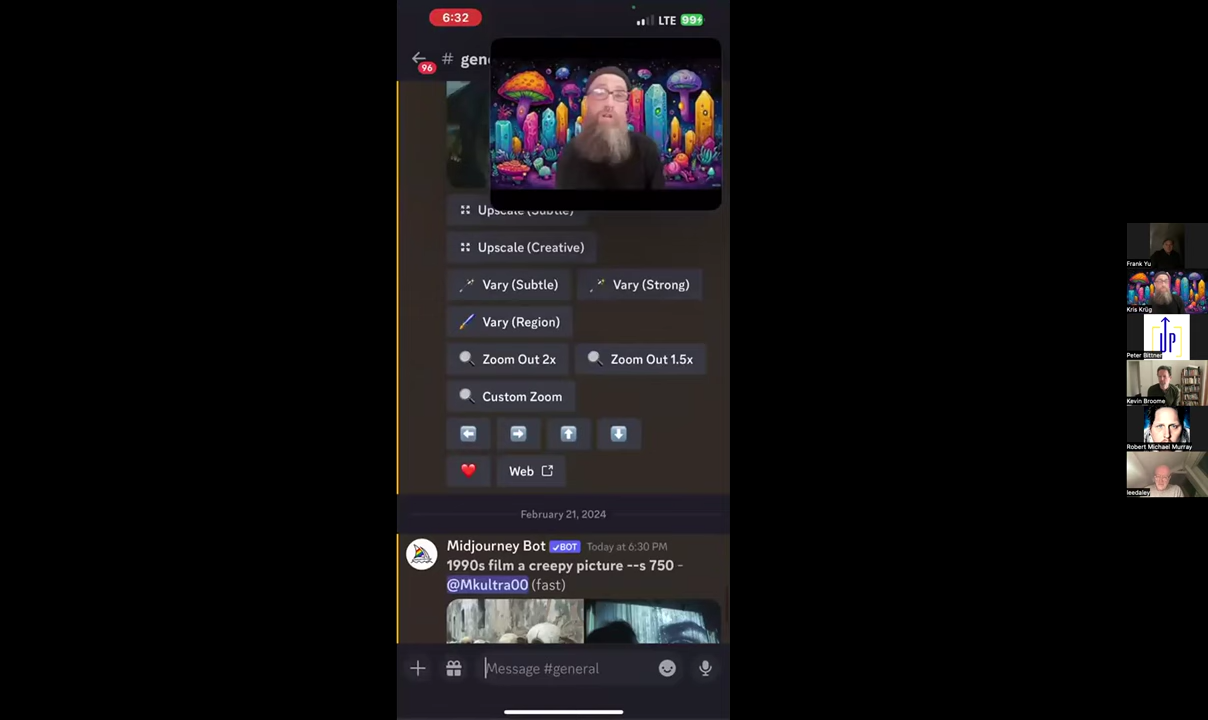 6:32
LTE 99+
96
# gen
Upscale (Subtle)
Upscale (Creative)
Vary (Subtle)
Vary (Strong)
Vary (Region)
Zoom Out 2x
Zoom Out 1.5x
Custom Zoom
Web
February 21, 2024
Midjourney Bot ✓BOT Today at 6:30 PM
1990s film a creepy picture --s 750 -
@Mkultra00 (fast)
Message #general
Frank Yu
Kris Krüg
UP
Peter Bittner
Kevin Broome
Robert Michael Murray
leedaley